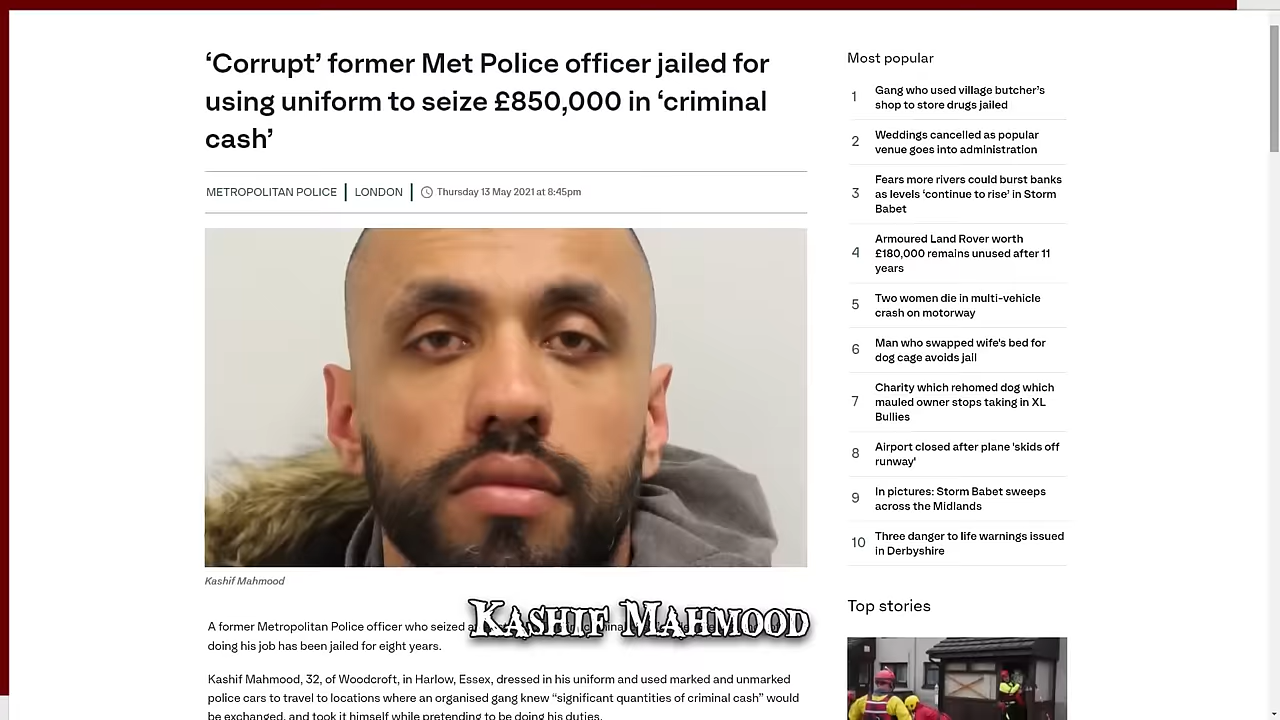 ‘Corrupt’ former Met Police officer jailed for
using uniform to seize £850,000 in ‘criminal
cash’
METROPOLITAN POLICE
LONDON
Thursday 13 May 2021 at 8:45pm
Kashif Mahmood
KASHIF MAHMOOD
A former Metropolitan Police officer who seized
doing his job has been jailed for eight years.
Kashif Mahmood, 32, of Woodcroft, in Harlow, Essex, dressed in his uniform and used marked and unmarked
police cars to travel to locations where an organised gang knew “significant quantities of criminal cash” would
be exchanged, and took it himself while pretending to be doing his duties.
Most popular
1 Gang who used village butcher’s
shop to store drugs jailed
2 Weddings cancelled as popular
venue goes into administration
3 Fears more rivers could burst banks
as levels ‘continue to rise’ in Storm
Babet
4 Armoured Land Rover worth
£180,000 remains unused after 11
years
5 Two women die in multi-vehicle
crash on motorway
6 Man who swapped wife's bed for
dog cage avoids jail
7 Charity which rehomed dog which
mauled owner stops taking in XL
Bullies
8 Airport closed after plane 'skids off
runway'
9 In pictures: Storm Babet sweeps
across the Midlands
10 Three danger to life warnings issued
in Derbyshire
Top stories